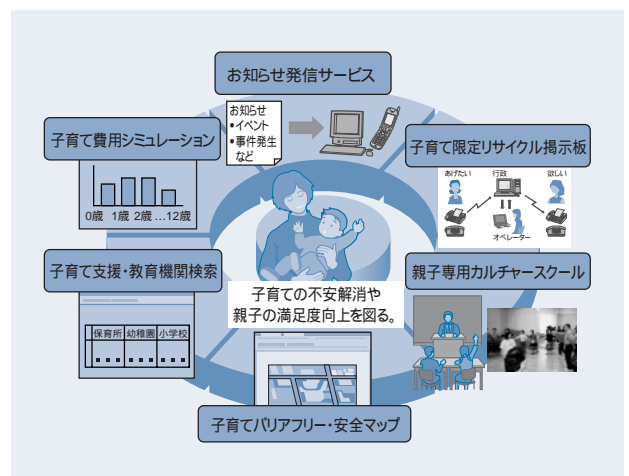 お知らせ発信サービス
お知らせ
•イベント
•事件発生
など
子育て費用シミュレーション
0歳 1歳 2歳 …12歳
子育て限定リサイクル掲示板
あげたい 行政 欲しい
オペレーター
子育て支援・教育機関検索
保育所 幼稚園 小学校
親子専用カルチャースクール
子育ての不安解消や
親子の満足度向上を図る。
子育てバリアフリー・安全マップ